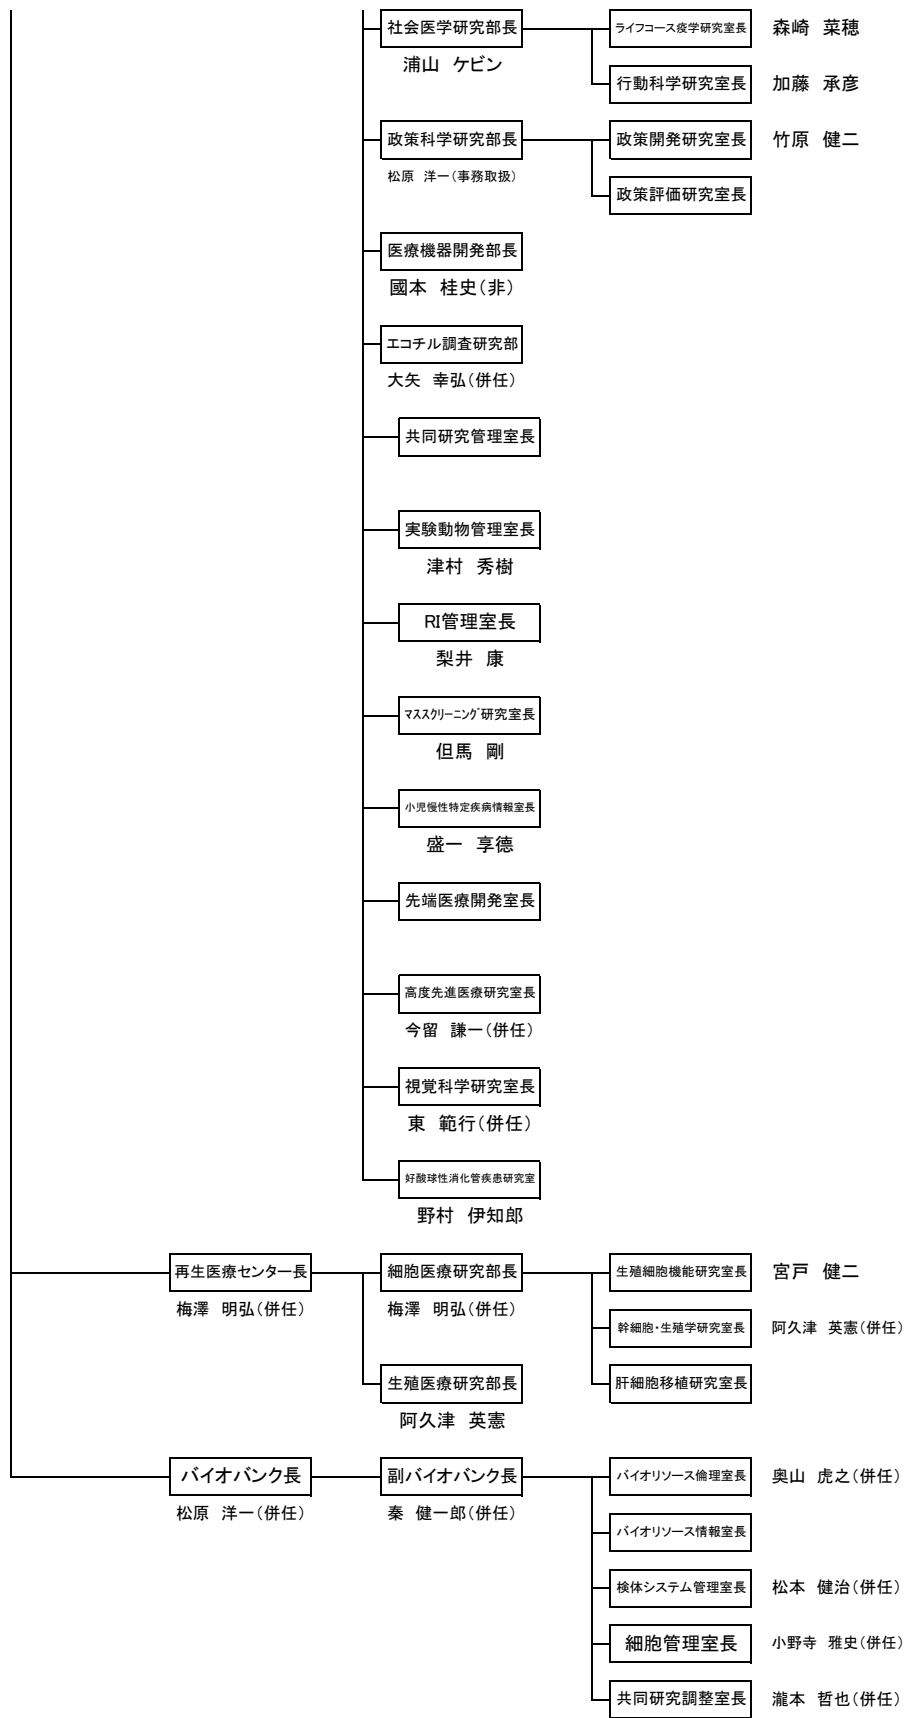 社会医学研究部長
ライフコース疫学研究室長
森崎　菜穂
浦山　ケビン
行動科学研究室長
加藤　承彦
政策科学研究部長
政策開発研究室長
竹原　健二
松原　洋一（事務取扱）
政策評価研究室長
医療機器開発部長
國本　桂史（非）
エコチル調査研究部
大矢　幸弘（併任）
共同研究管理室長
実験動物管理室長
津村　秀樹
RI管理室長
梨井　康
ﾏｽｽｸﾘｰﾆﾝｸﾞ研究室長
但馬　剛
小児慢性特定疾病情報室長
盛一　享德
先端医療開発室長
高度先進医療研究室長
今留　謙一（併任）
視覚科学研究室長
東　範行（併任）
好酸球性消化管疾患研究室
野村　伊知郎
再生医療センター長
細胞医療研究部長
生殖細胞機能研究室長
宮戸　健二
梅澤　明弘（併任）
梅澤　明弘（併任）
幹細胞・生殖学研究室長
阿久津　英憲（併任）
生殖医療研究部長
肝細胞移植研究室長
阿久津　英憲
バイオバンク長
副バイオバンク長
バイオリソース倫理室長
奥山　虎之（併任）
松原　洋一（併任）
秦　健一郎（併任）
バイオリソース情報室長
検体システム管理室長
松本　健治（併任）
細胞管理室長
小野寺　雅史（併任）
共同研究調整室長
瀧本　哲也（併任）